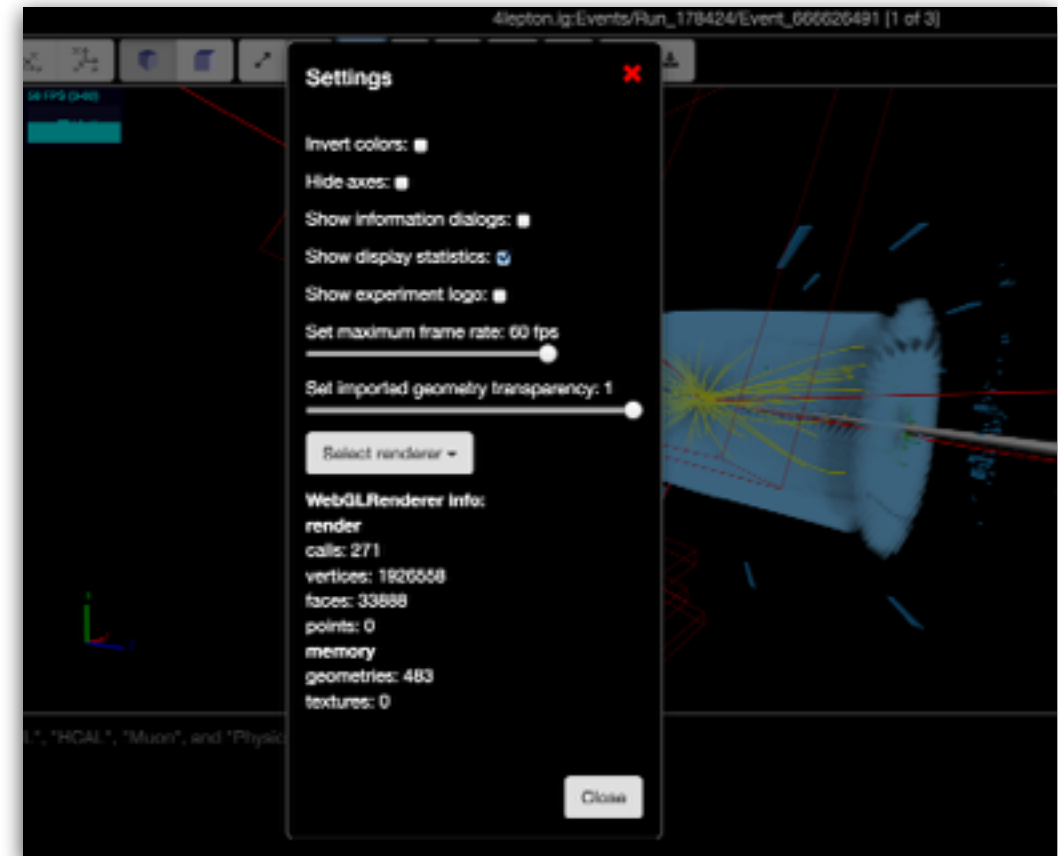 4lepton.ig:Events/Run_178424/Event_666626491 [1 of 3]
Settings
Invert colors:
Hide axes:
Show information dialogs:
Show display statistics:
Show experiment logo:
Set maximum frame rate: 60 fps
Set imported geometry transparency: 1
Select renderer
WebGLRenderer info:
render
calls: 271
vertices: 1926558
faces: 33888
points: 0
memory
geometries: 483
textures: 0
"HCAL", "Muon", and "Physic
Close